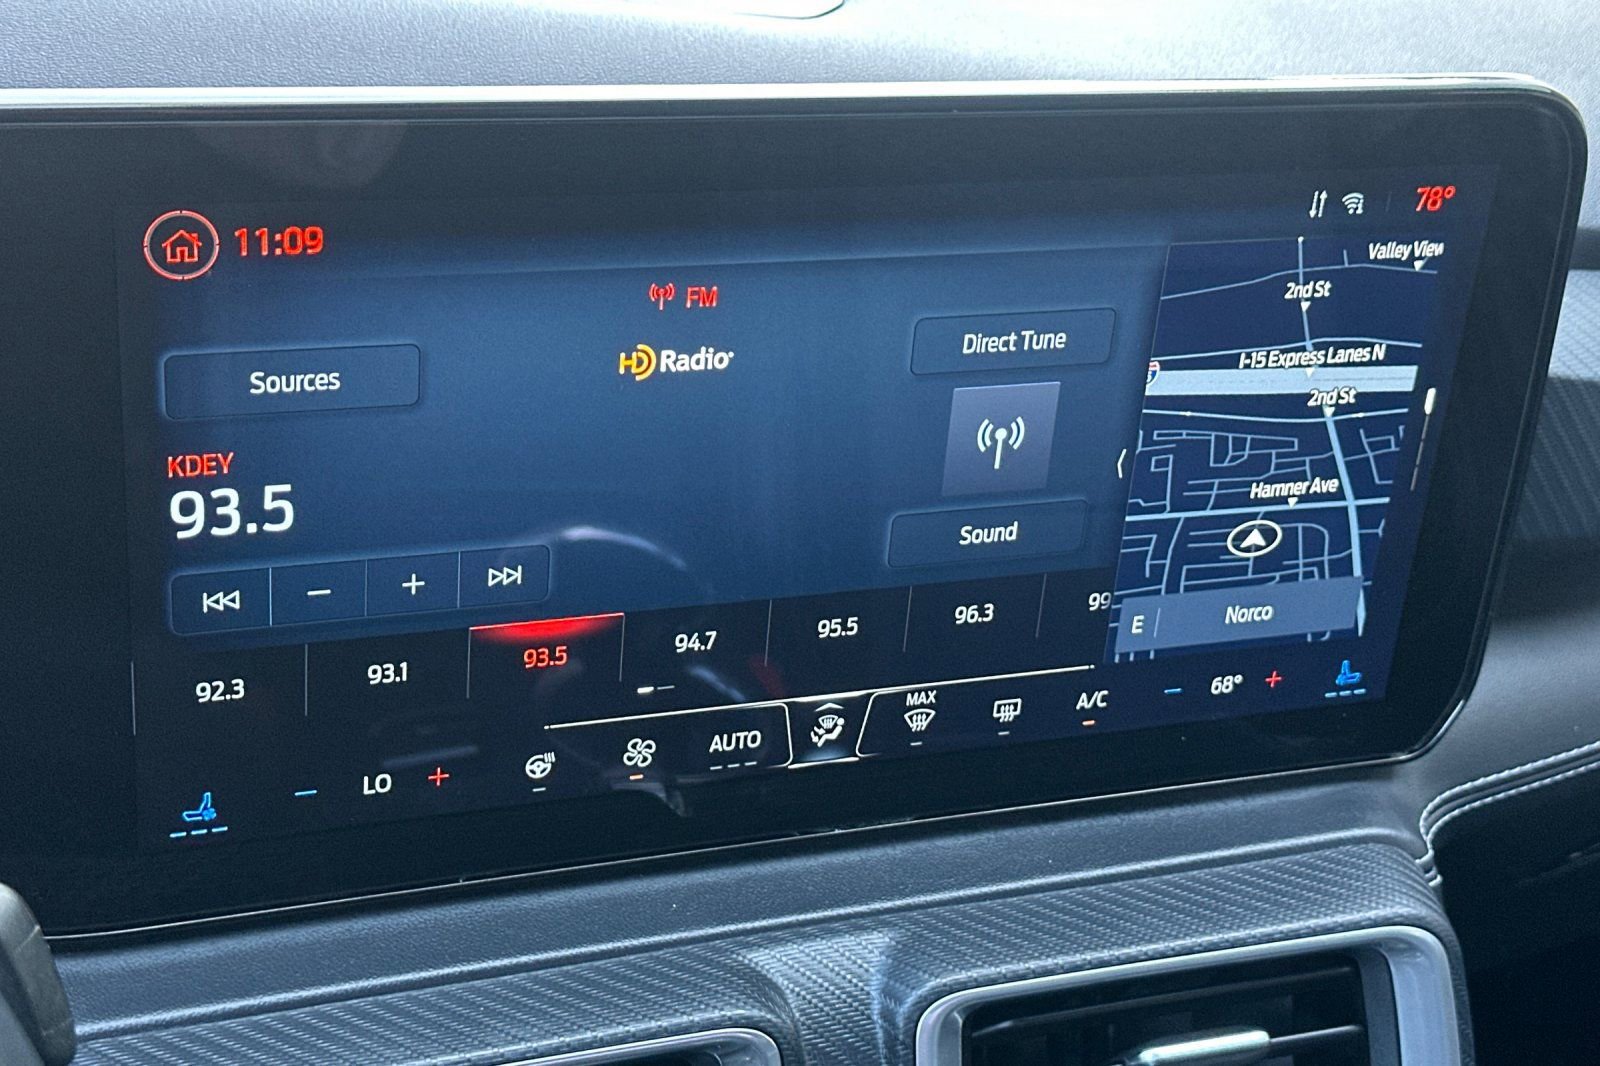 11:09
78°
FM
HD Radio
Sources
Direct Tune
KDEY
93.5
Sound
Valley View
2nd St
I-15 Express Lanes N
2nd St
Hamner Ave
E
Norco
92.3
93.1
93.5
94.7
95.5
96.3
99
LO
AUTO
MAX
A/C
68°